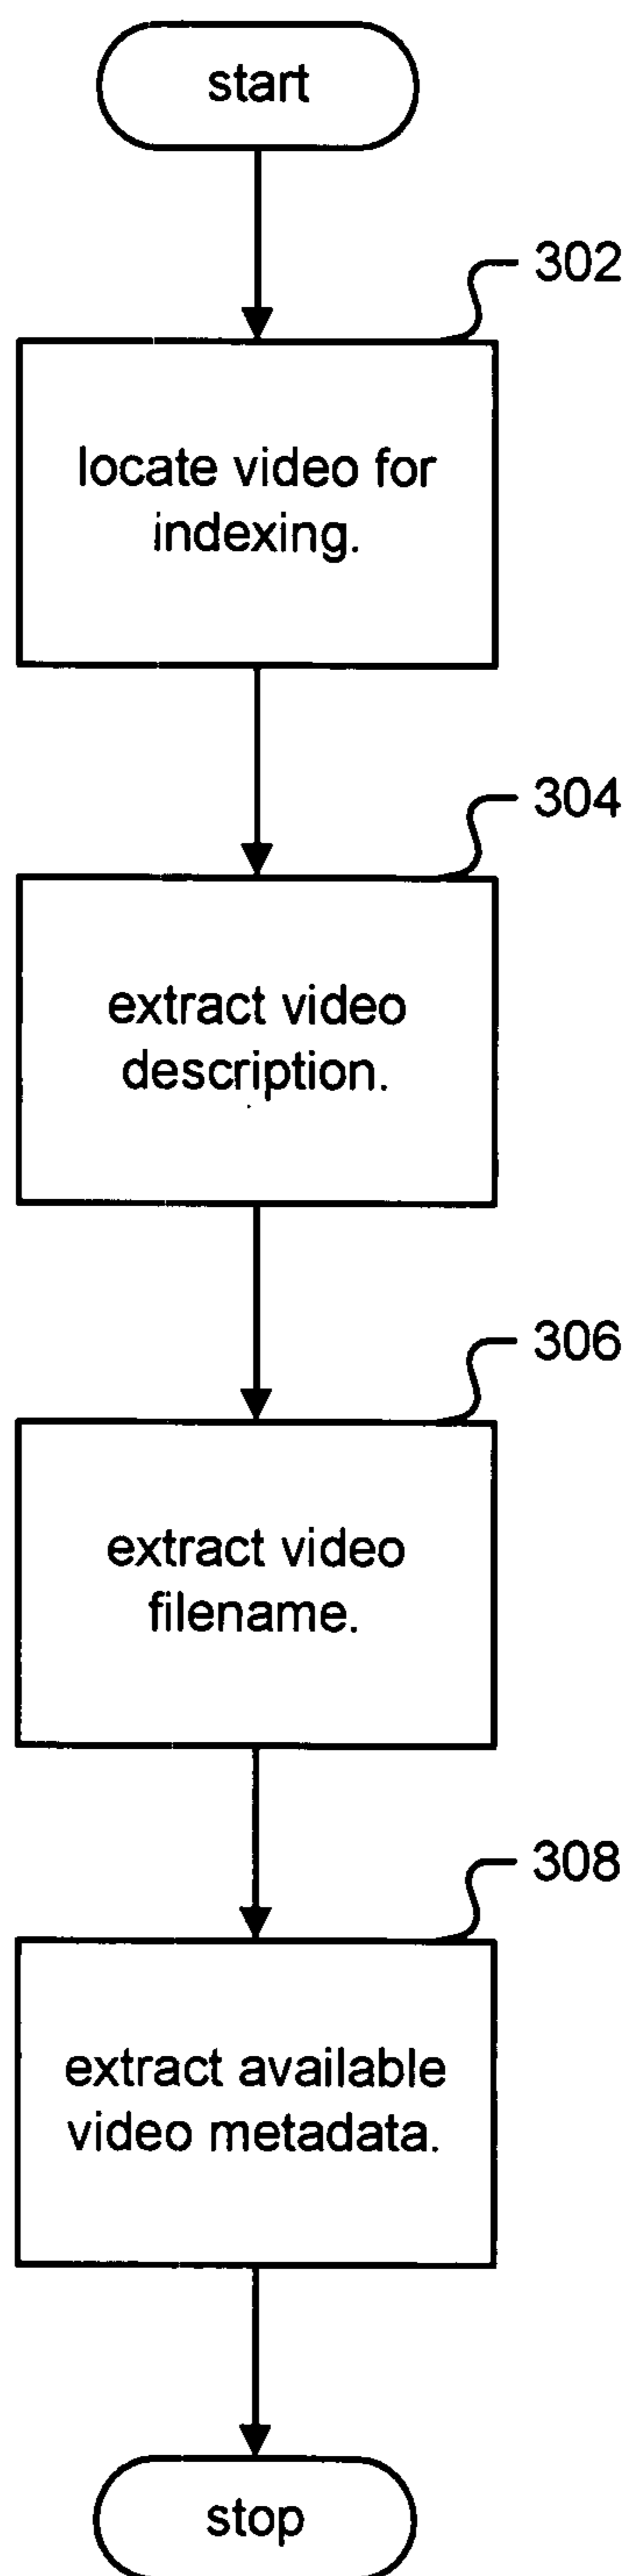 start
302
locate video for
indexing.
304
extract video
description.
306
extract video
filename.
308
extract available
video metadata.
stop